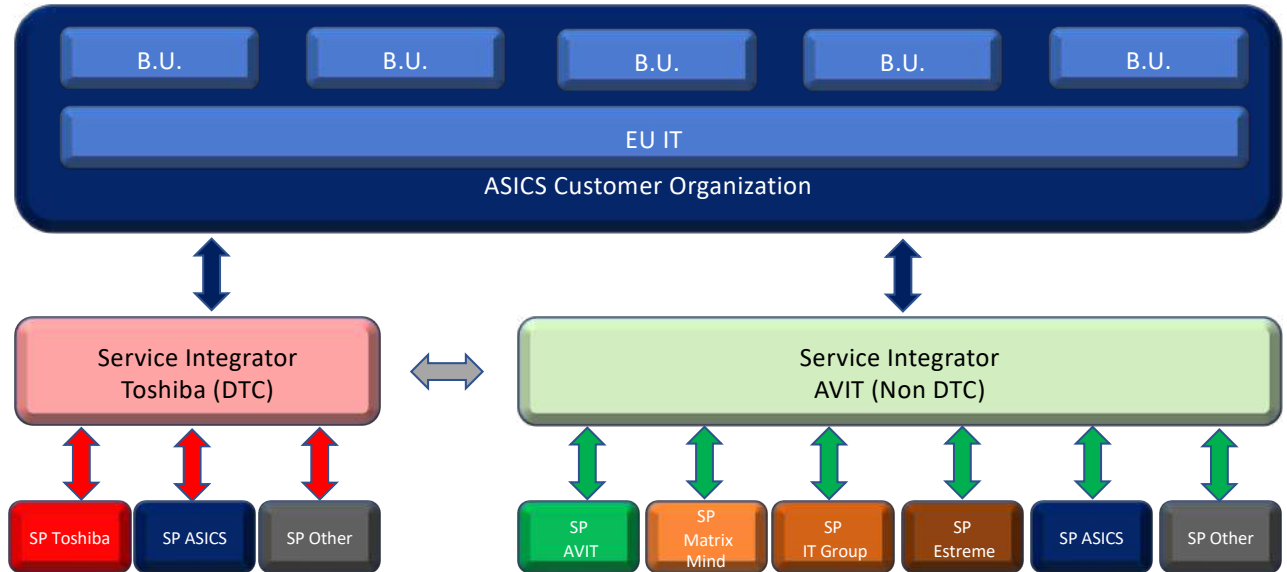 B.U.
B.U.
B.U.
B.U.
B.U.
EU IT
ASICS Customer Organization
Service Integrator
Toshiba (DTC)
Service Integrator
AVIT (Non DTC)
SP Toshiba
SP ASICS
SP Other
SP
AVIT
SP
Matrix
Mind
SP
IT Group
SP
Estreme
SP ASICS
SP Other